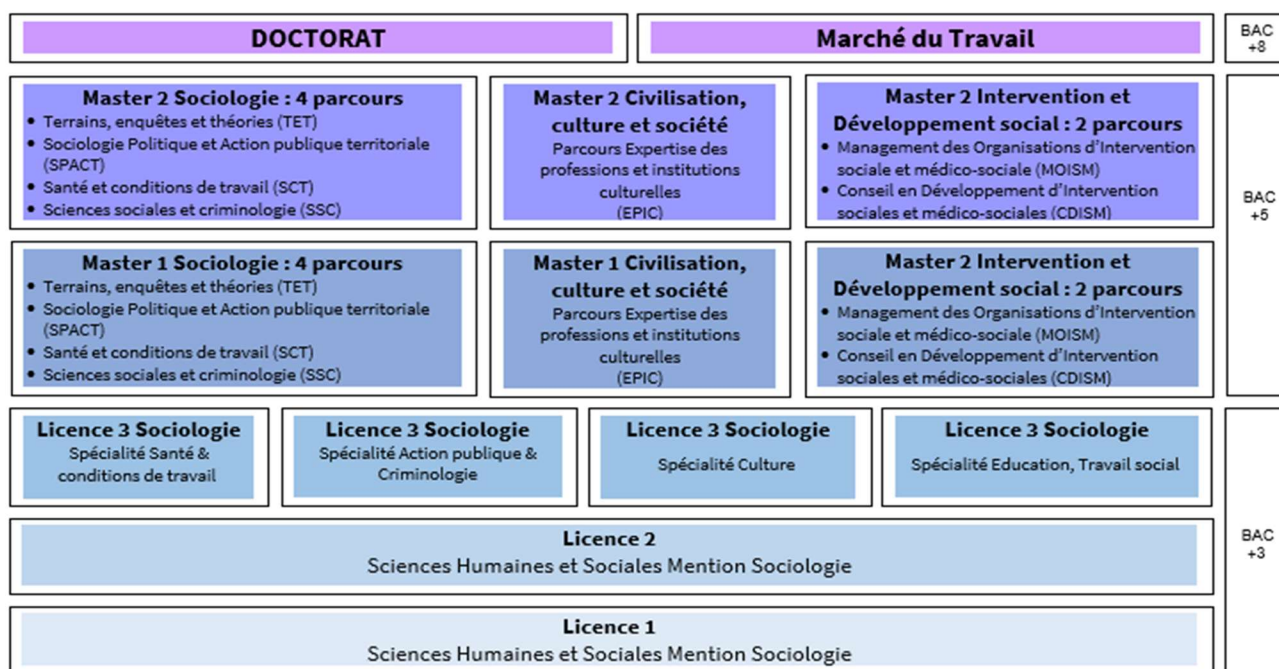 DOCTORAT
Marché du Travail
BAC
+8
Master 2 Sociologie : 4 parcours
• Terrains, enquêtes et théories (TET)
• Sociologie Politique et Action publique territoriale
(SPACT)
• Santé et conditions de travail (SCT)
• Sciences sociales et criminologie (SSC)
Master 2 Civilisation,
culture et société
Parcours Expertise des
professions et institutions
culturelles
(EPIC)
Master 2 Intervention et
Développement social : 2 parcours
• Management des Organisations d'Intervention
sociale et médico-sociale (MOISM)
• Conseil en Développement d'Intervention
sociales et médico-sociales (CDISM)
BAC
+5
Master 1 Sociologie : 4 parcours
• Terrains, enquêtes et théories (TET)
• Sociologie Politique et Action publique territoriale
(SPACT)
• Santé et conditions de travail (SCT)
• Sciences sociales et criminologie (SSC)
Master 1 Civilisation,
culture et société
Parcours Expertise des
professions et institutions
culturelles
(EPIC)
Master 2 Intervention et
Développement social : 2 parcours
• Management des Organisations d'Intervention
sociale et médico-sociale (MOISM)
• Conseil en Développement d'Intervention
sociales et médico-sociales (CDISM)
Licence 3 Sociologie
Spécialité Santé &
conditions de travail
Licence 3 Sociologie
Spécialité Action publique &
Criminologie
Licence 3 Sociologie
Spécialité Culture
Licence 3 Sociologie
Spécialité Education, Travail social
BAC
+3
Licence 2
Sciences Humaines et Sociales Mention Sociologie
Licence 1
Sciences Humaines et Sociales Mention Sociologie